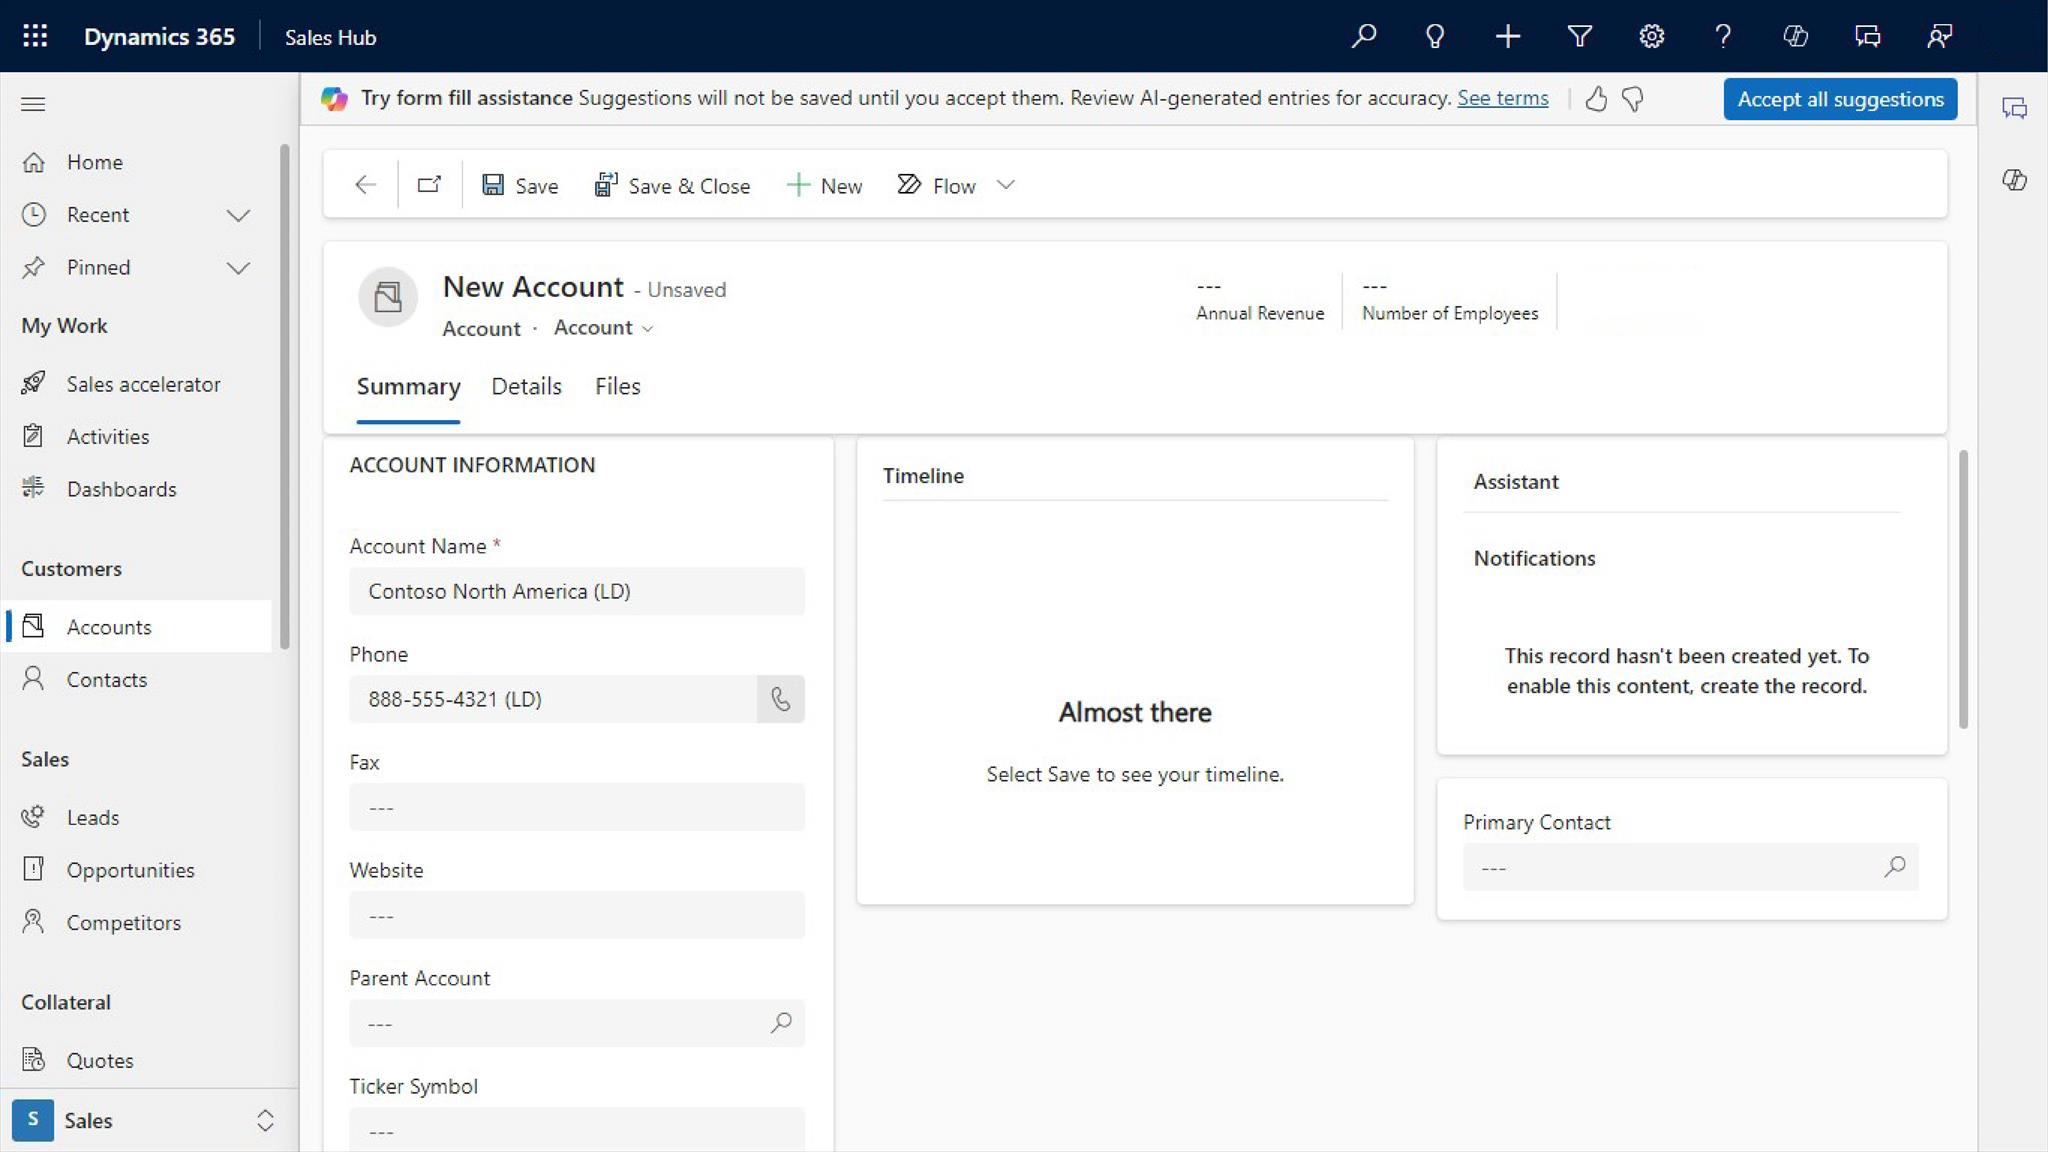 Dynamics 365
Sales Hub
Try form fill assistance Suggestions will not be saved until you accept them. Review AI-generated entries for accuracy. See terms
Accept all suggestions
Home
Recent
Pinned
My Work
Sales accelerator
Activities
Dashboards
Customers
Accounts
Contacts
Sales
Leads
Opportunities
Competitors
Collateral
Quotes
S
Sales
Save
Save & Close
New
Flow
New Account - Unsaved
Account · Account
---
Annual Revenue
---
Number of Employees
Summary
Details
Files
ACCOUNT INFORMATION
Account Name *
Contoso North America (LD)
Phone
888-555-4321 (LD)
Fax
---
Website
---
Parent Account
---
Ticker Symbol
---
Timeline
Almost there
Select Save to see your timeline.
Assistant
Notifications
This record hasn't been created yet. To
enable this content, create the record.
Primary Contact
---